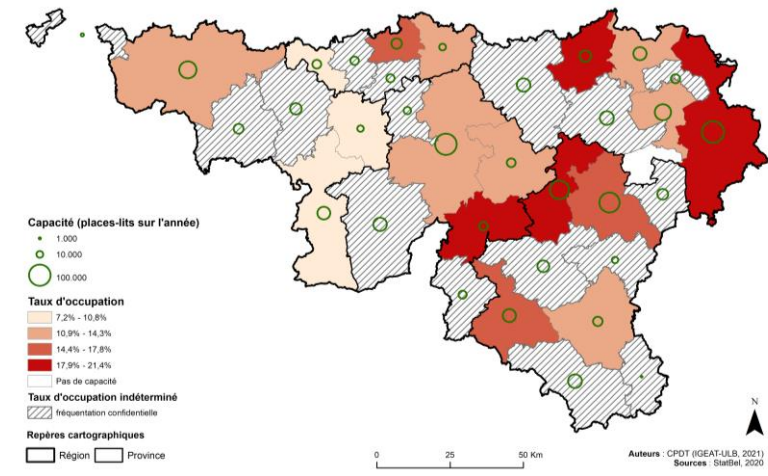 Capacité (places-lits sur l'année)
1.000
10.000
100.000
Taux d'occupation
7,2% - 10,8%
10,9% - 14,3%
14,4% - 17,8%
17,9% - 21,4%
Pas de capacité
Taux d'occupation indéterminé
fréquentation confidentielle
Repères cartographiques
Région Province
0 25 50 Km
N
Auteurs : CPDT (IGEAT-ULB, 2021)
Sources : StatBel, 2020